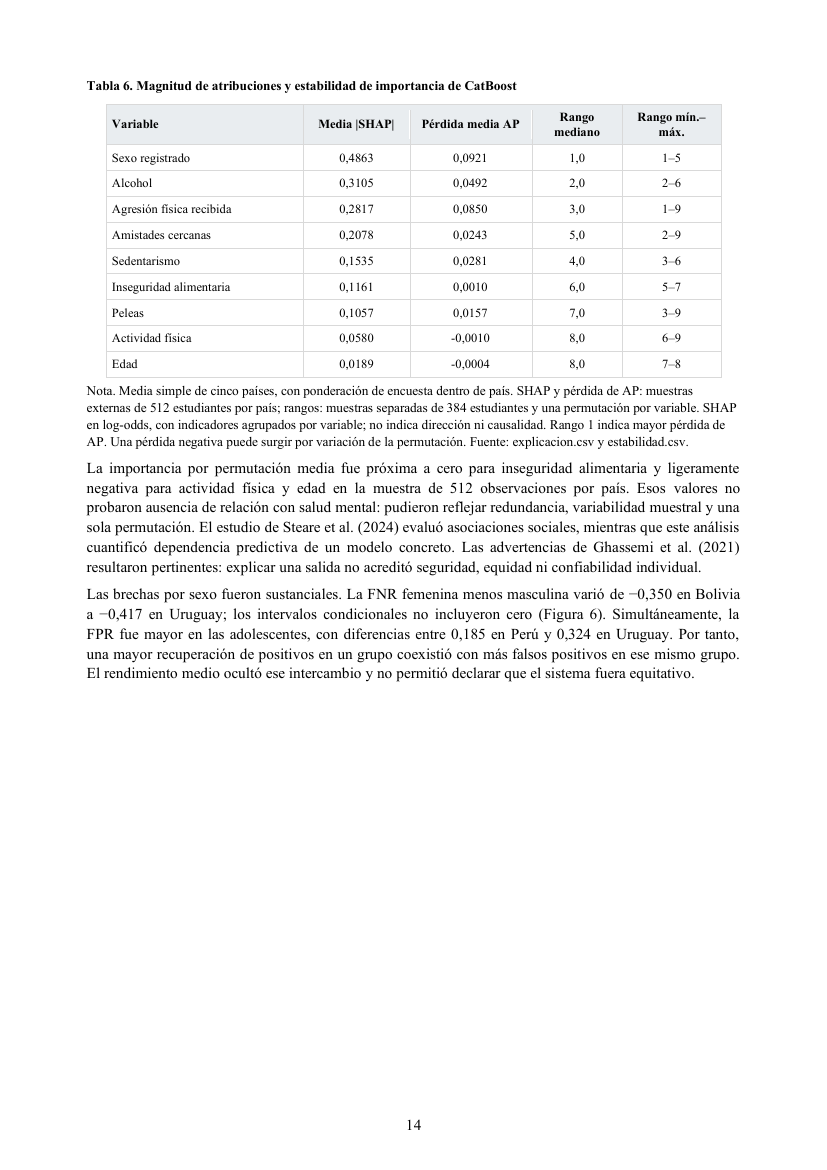 Tabla 6. Magnitud de atribuciones y estabilidad de importancia de CatBoost
Variable Media |SHAP| Pérdida media AP Rango mediano Rango mín.–máx.
Sexo registrado 0,4863 0,0921 1,0 1–5
Alcohol 0,3105 0,0492 2,0 2–6
Agresión física recibida 0,2817 0,0850 3,0 1–9
Amistades cercanas 0,2078 0,0243 5,0 2–9
Sedentarismo 0,1535 0,0281 4,0 3–6
Inseguridad alimentaria 0,1161 0,0010 6,0 5–7
Peleas 0,1057 0,0157 7,0 3–9
Actividad física 0,0580 -0,0010 8,0 6–9
Edad 0,0189 -0,0004 8,0 7–8
Nota. Media simple de cinco países, con ponderación de encuesta dentro de país. SHAP y pérdida de AP: muestras
externas de 512 estudiantes por país; rangos: muestras separadas de 384 estudiantes y una permutación por variable. SHAP
en log-odds, con indicadores agrupados por variable; no indica dirección ni causalidad. Rango 1 indica mayor pérdida de
AP. Una pérdida negativa puede surgir por variación de la permutación. Fuente: explicacion.csv y estabilidad.csv.
La importancia por permutación media fue próxima a cero para inseguridad alimentaria y ligeramente
negativa para actividad física y edad en la muestra de 512 observaciones por país. Esos valores no
probaron ausencia de relación con salud mental: pudieron reflejar redundancia, variabilidad muestral y una
sola permutación. El estudio de Steare et al. (2024) evaluó asociaciones sociales, mientras que este análisis
cuantificó dependencia predictiva de un modelo concreto. Las advertencias de Ghassemi et al. (2021)
resultaron pertinentes: explicar una salida no acreditó seguridad, equidad ni confiabilidad individual.
Las brechas por sexo fueron sustanciales. La FNR femenina menos masculina varió de −0,350 en Bolivia
a −0,417 en Uruguay; los intervalos condicionales no incluyeron cero (Figura 6). Simultáneamente, la
FPR fue mayor en las adolescentes, con diferencias entre 0,185 en Perú y 0,324 en Uruguay. Por tanto,
una mayor recuperación de positivos en un grupo coexistió con más falsos positivos en ese mismo grupo.
El rendimiento medio ocultó ese intercambio y no permitió declarar que el sistema fuera equitativo.
14